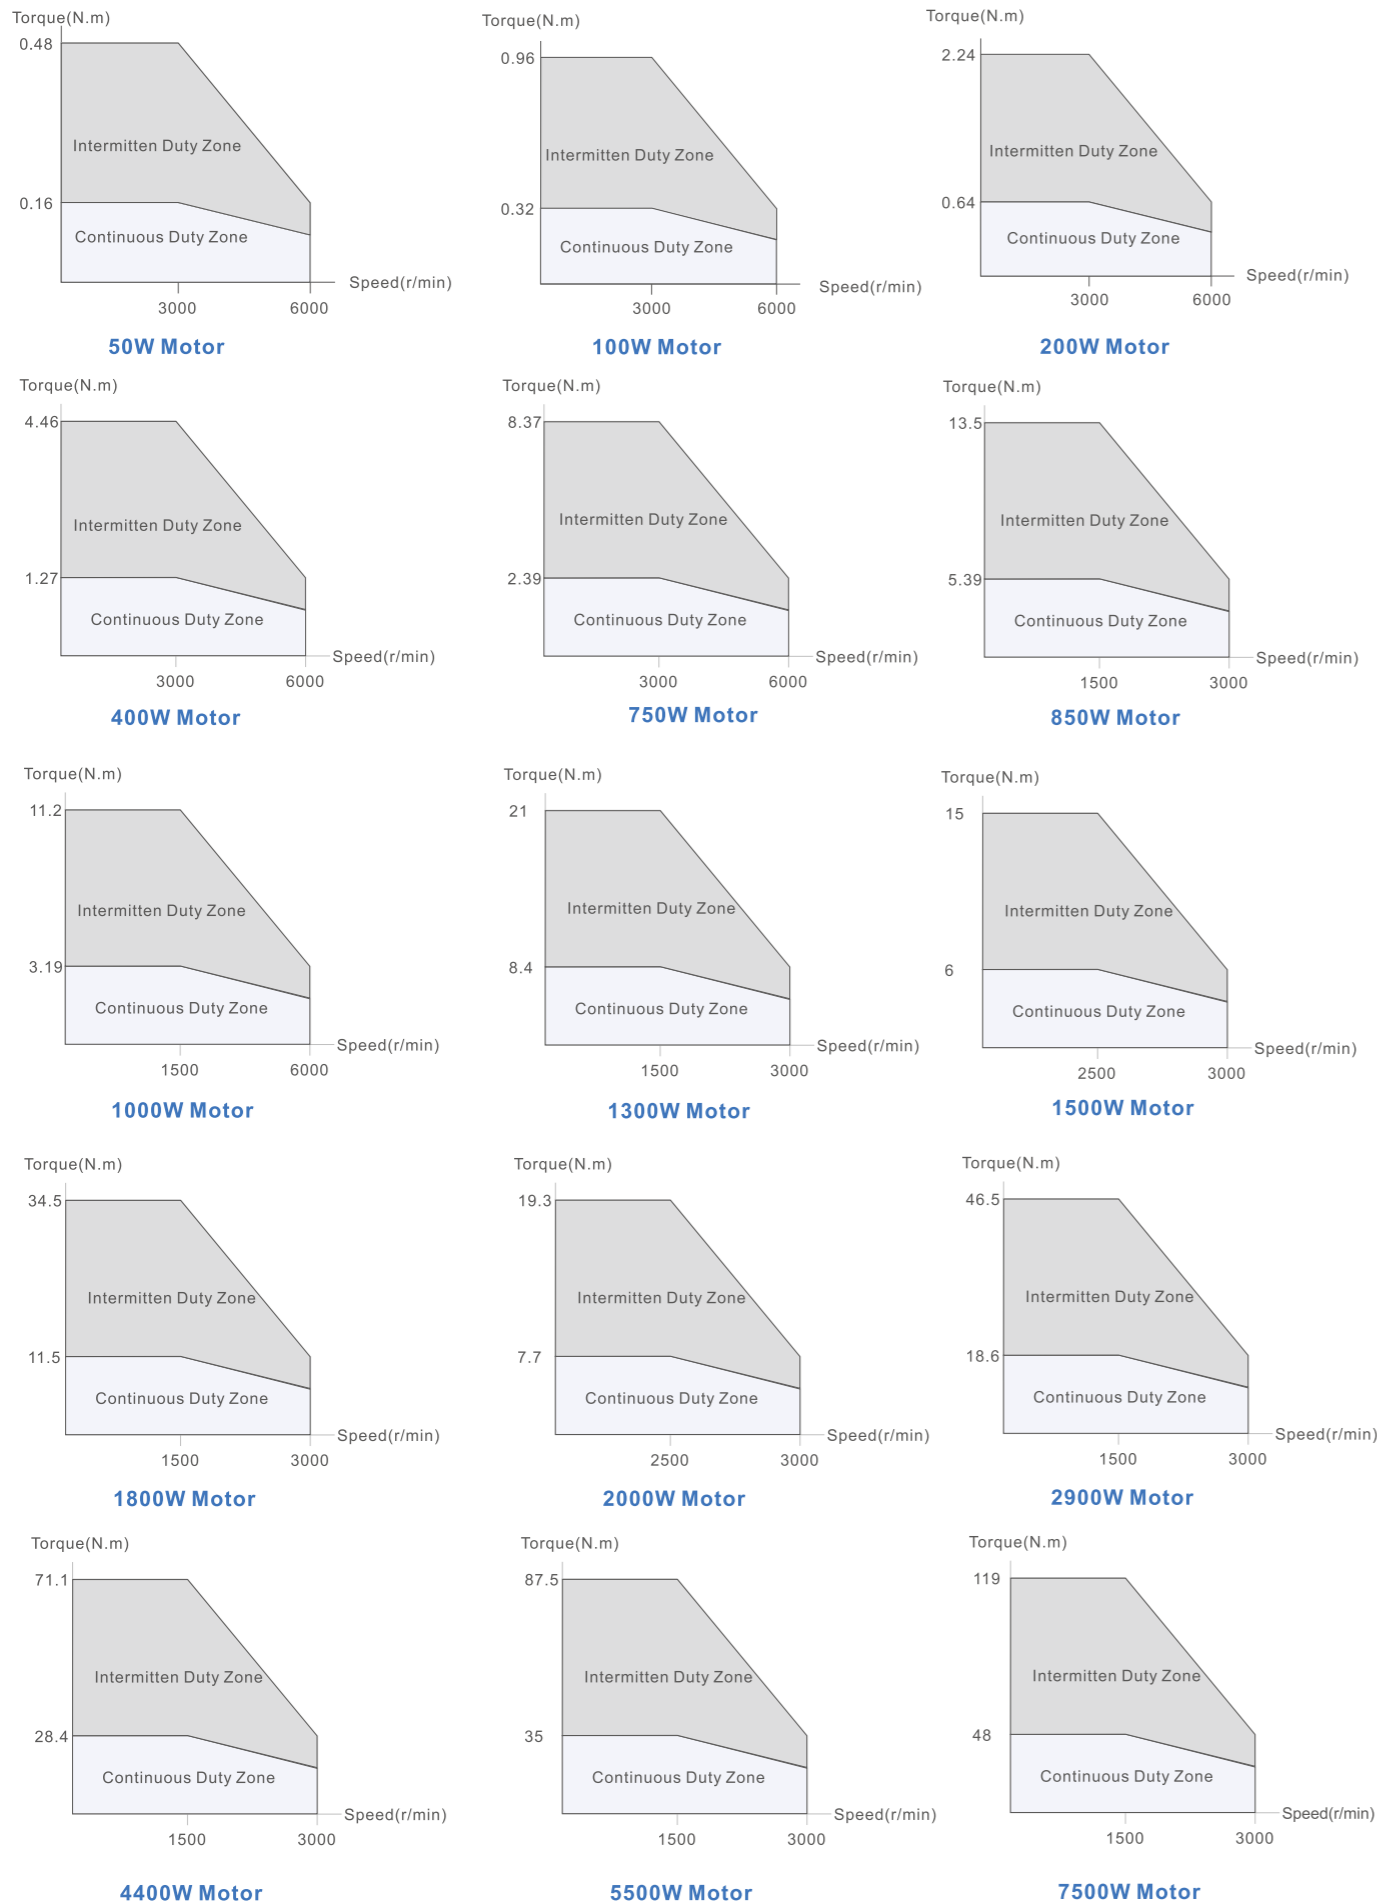 Torque(N.m)
0.48
Intermitten Duty Zone
0.16
Continuous Duty Zone
Speed(r/min)
3000
6000
50W Motor
Torque(N.m)
0.96
Intermitten Duty Zone
0.32
Continuous Duty Zone
Speed(r/min)
3000
6000
100W Motor
Torque(N.m)
2.24
Intermitten Duty Zone
0.64
Continuous Duty Zone
Speed(r/min)
3000
6000
200W Motor
Torque(N.m)
4.46
Intermitten Duty Zone
1.27
Continuous Duty Zone
Speed(r/min)
3000
6000
400W Motor
Torque(N.m)
8.37
Intermitten Duty Zone
2.39
Continuous Duty Zone
Speed(r/min)
3000
6000
750W Motor
Torque(N.m)
13.5
Intermitten Duty Zone
5.39
Continuous Duty Zone
Speed(r/min)
1500
3000
850W Motor
Torque(N.m)
11.2
Intermitten Duty Zone
3.19
Continuous Duty Zone
Speed(r/min)
1500
6000
1000W Motor
Torque(N.m)
21
Intermitten Duty Zone
8.4
Continuous Duty Zone
Speed(r/min)
1500
3000
1300W Motor
Torque(N.m)
15
Intermitten Duty Zone
6
Continuous Duty Zone
Speed(r/min)
2500
3000
1500W Motor
Torque(N.m)
34.5
Intermitten Duty Zone
11.5
Continuous Duty Zone
Speed(r/min)
1500
3000
1800W Motor
Torque(N.m)
19.3
Intermitten Duty Zone
7.7
Continuous Duty Zone
Speed(r/min)
2500
3000
2000W Motor
Torque(N.m)
46.5
Intermitten Duty Zone
18.6
Continuous Duty Zone
Speed(r/min)
1500
3000
2900W Motor
Torque(N.m)
71.1
Intermitten Duty Zone
28.4
Continuous Duty Zone
Speed(r/min)
1500
3000
4400W Motor
Torque(N.m)
87.5
Intermitten Duty Zone
35
Continuous Duty Zone
Speed(r/min)
1500
3000
5500W Motor
Torque(N.m)
119
Intermitten Duty Zone
48
Continuous Duty Zone
Speed(r/min)
1500
3000
7500W Motor